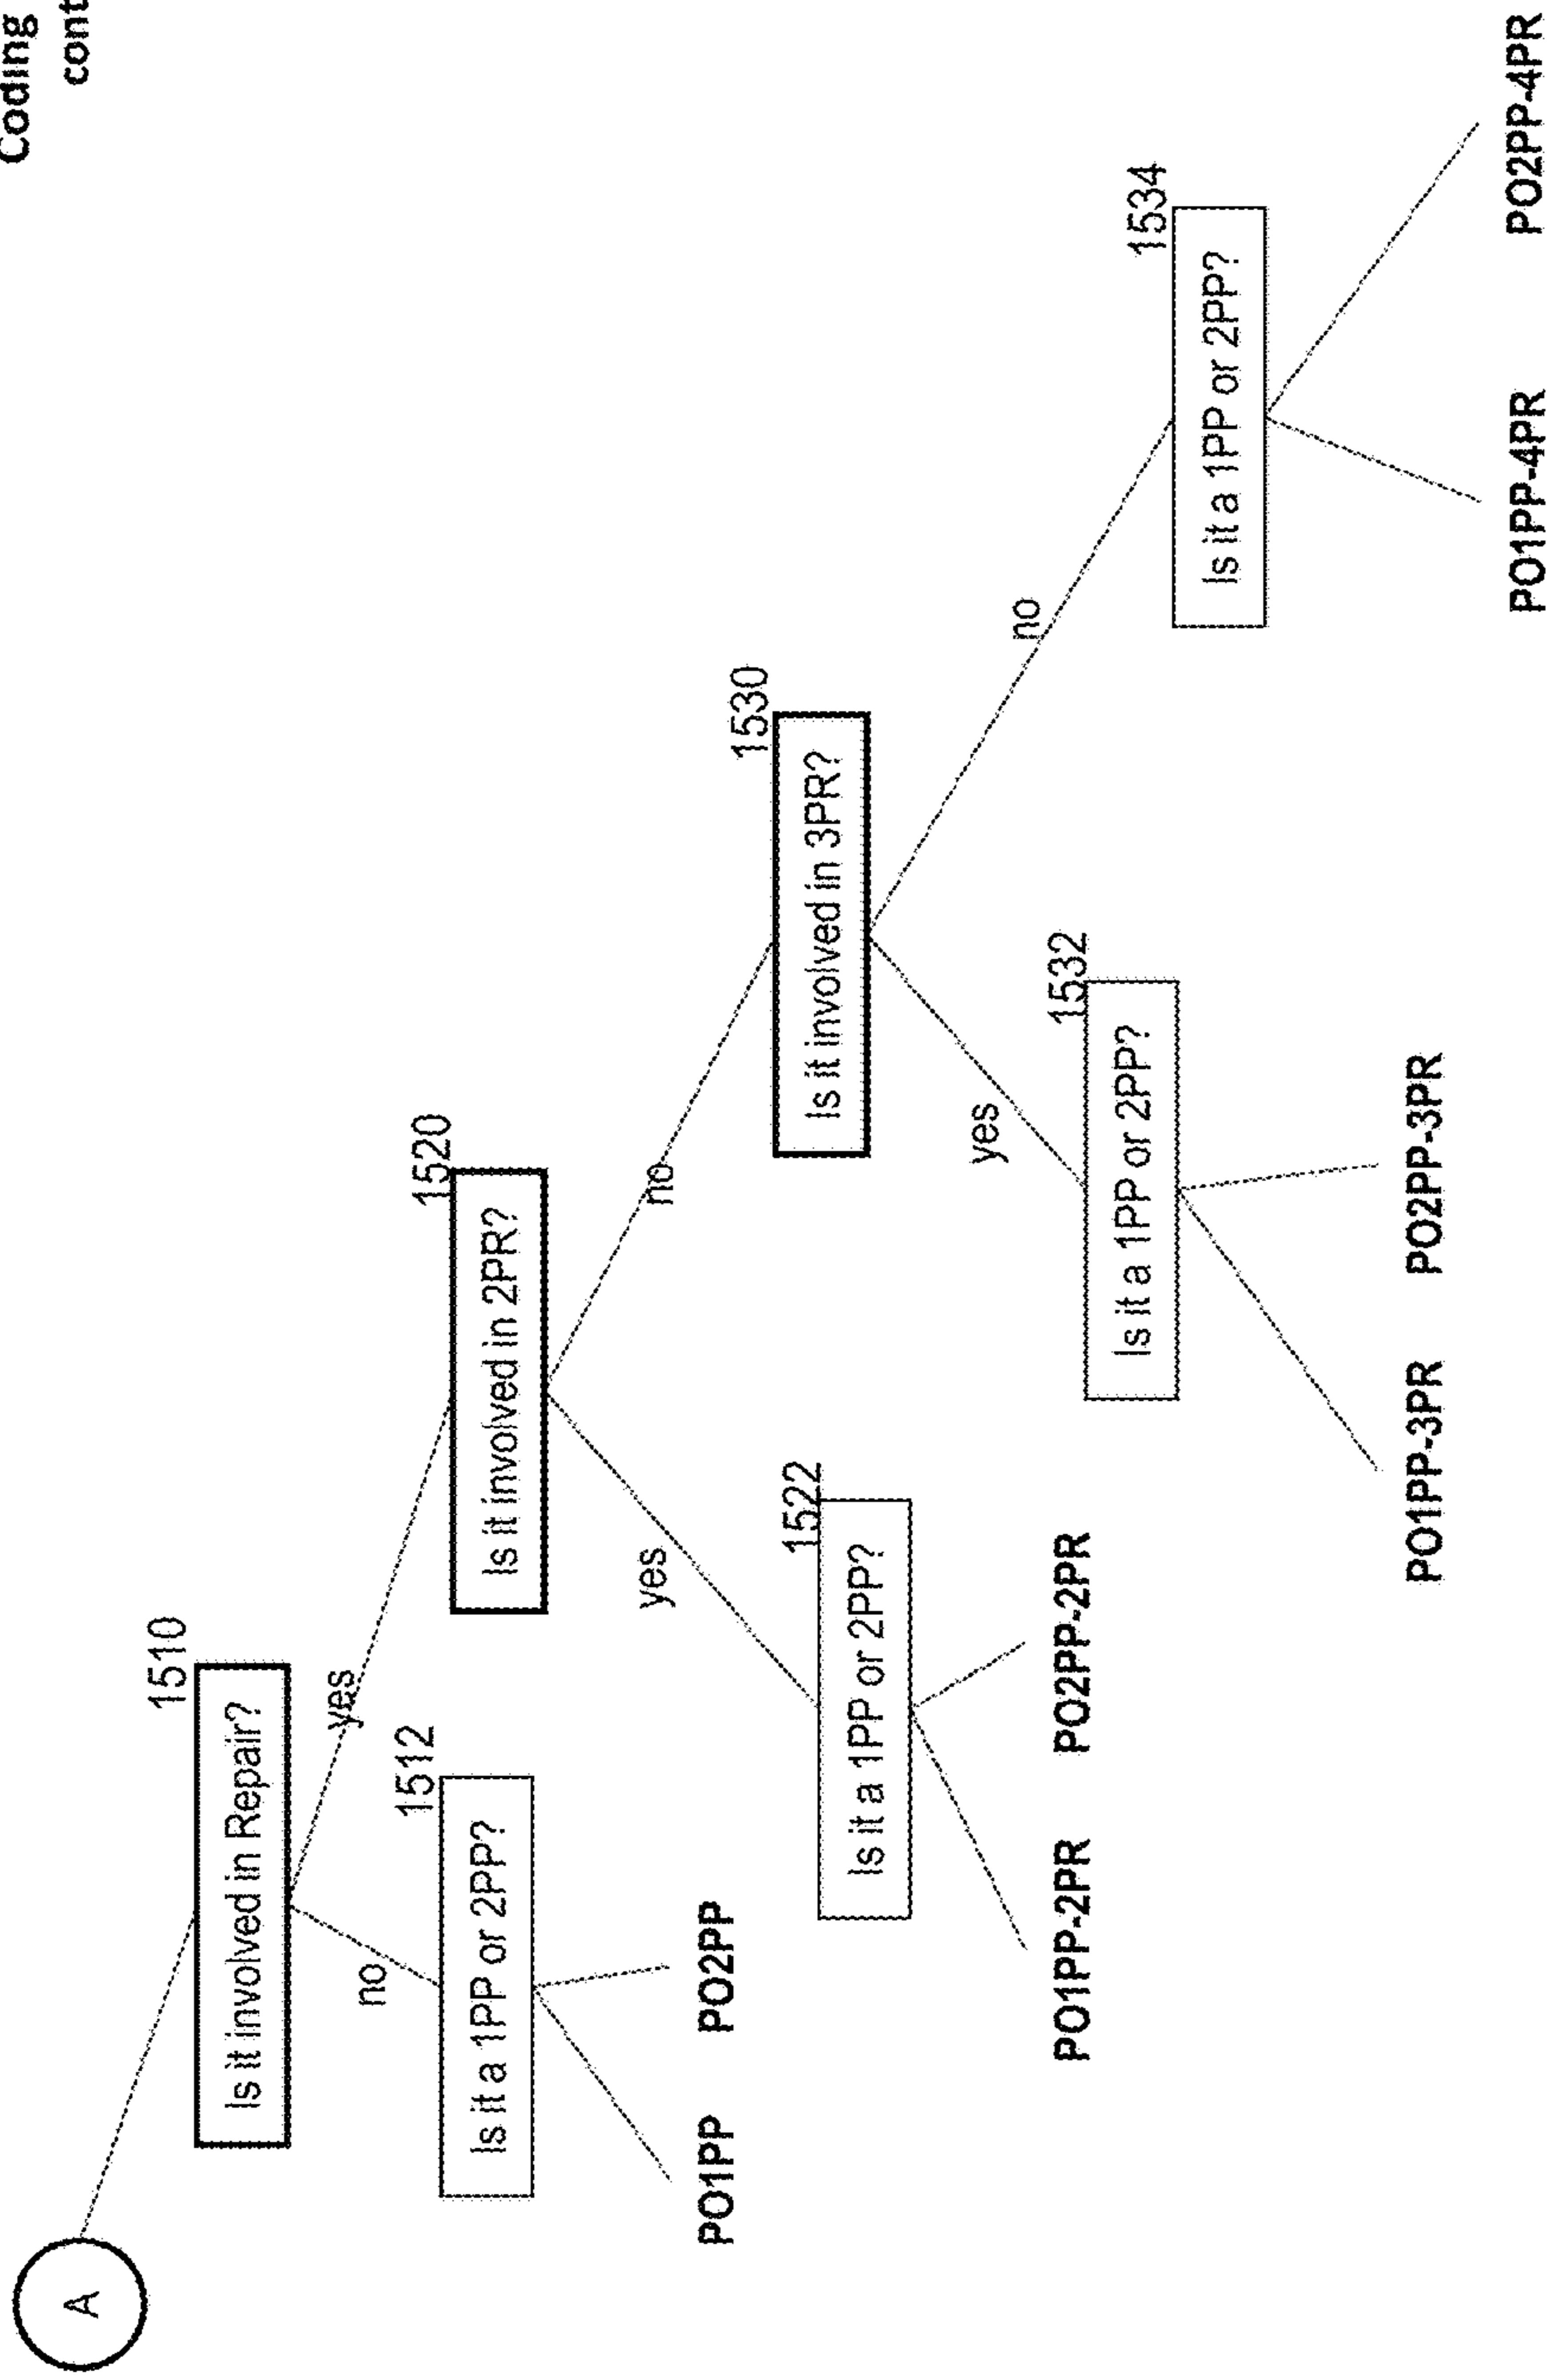 Coding
cont
A
1510
Is it involved in Repair?
no
yes
1512
Is it a 1PP or 2PP?
PO1PP
PO2PP
1520
Is it involved in 2PR?
yes
no
1522
Is it a 1PP or 2PP?
PO1PP-2PR
PO2PP-2PR
1530
Is it involved in 3PR?
yes
no
1532
Is it a 1PP or 2PP?
PO1PP-3PR
PO2PP-3PR
1534
Is it a 1PP or 2PP?
PO1PP-4PR
PO2PP-4PR